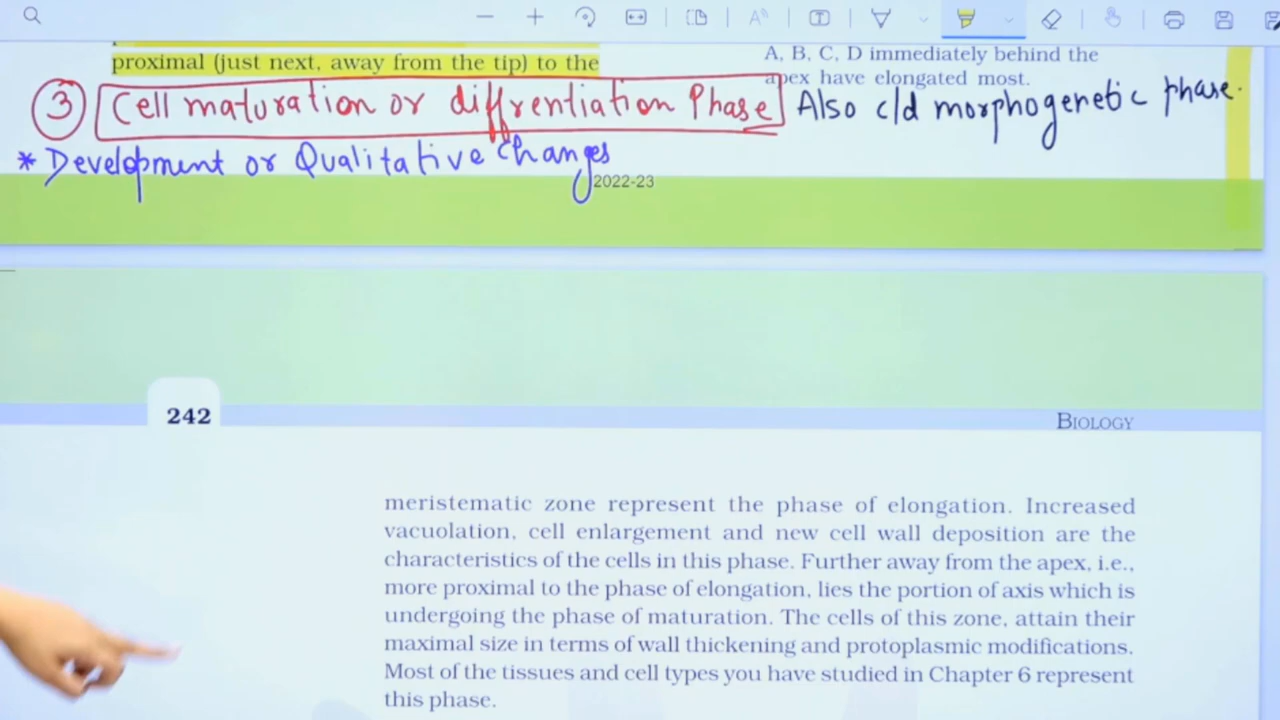 proximal (just next, away from the tip) to the
A, B, C, D immediately behind the
apex have elongated most.
3 Cell maturation or diffrentiation Phase Also c/d morphogenetic phase.
* Development or Qualitative changes
2022-23
242
BIOLOGY
meristematic zone represent the phase of elongation. Increased
vacuolation, cell enlargement and new cell wall deposition are the
characteristics of the cells in this phase. Further away from the apex, i.e.,
more proximal to the phase of elongation, lies the portion of axis which is
undergoing the phase of maturation. The cells of this zone, attain their
maximal size in terms of wall thickening and protoplasmic modifications.
Most of the tissues and cell types you have studied in Chapter 6 represent
this phase.